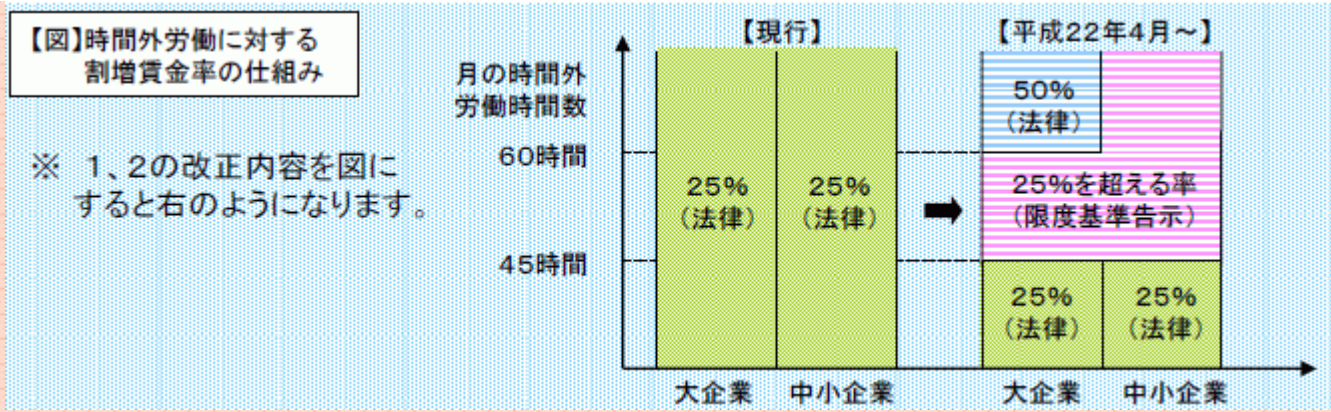 【図】時間外労働に対する
割増賃金率の仕組み
※ 1、2の改正内容を図に
すると右のようになります。
月の時間外
労働時間数
60時間
45時間
【現行】
25%
(法律)
25%
(法律)
大企業
中小企業
【平成22年4月~】
50%
(法律)
25%を超える率
(限度基準告示)
25%
(法律)
25%
(法律)
大企業
中小企業